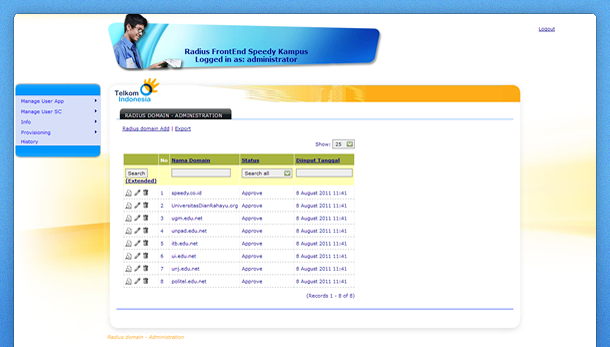 Radius FrontEnd Speedy Kampus
Logged in as: administrator
Logout
Manage User App
Manage User SC
Info
Provisioning
History
Telkom
Indonesia
RADIUS DOMAIN - ADMINISTRATION
Radius domain Add | Export
Show: 25
No Nama Domain Status Diinput Tanggal
Search Search all
(Extended)
1 speedy.co.id Approve 8 August 2011 11:41
2 UniversitasDianRahayu.org Approve 8 August 2011 11:41
3 ugm.edu.net Approve 8 August 2011 11:41
4 unpad.edu.net Approve 8 August 2011 11:41
5 itb.edu.net Approve 8 August 2011 11:41
6 ui.edu.net Approve 8 August 2011 11:41
7 unj.edu.net Approve 8 August 2011 11:41
8 politel.edu.net Approve 8 August 2011 11:41
(Records 1 - 8 of 8)
Radius domain - Administration